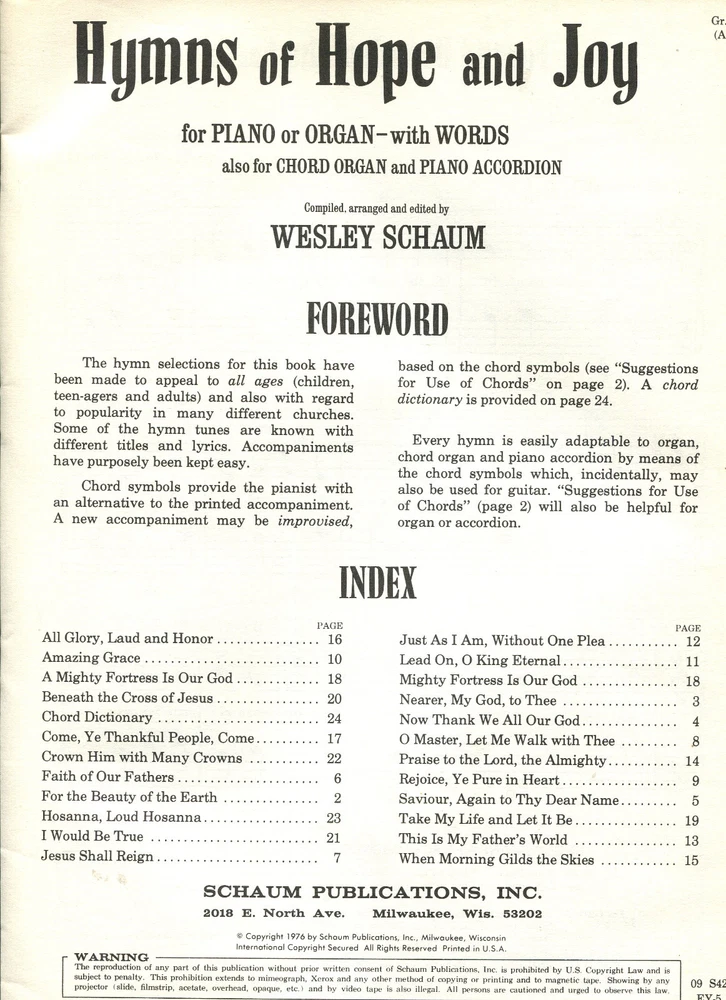 Gr.
(A
Hymns of Hope and Joy
for PIANO or ORGAN–with WORDS
also for CHORD ORGAN and PIANO ACCORDION
Compiled, arranged and edited by
WESLEY SCHAUM
FOREWORD
The hymn selections for this book have
been made to appeal to all ages (children,
teen-agers and adults) and also with regard
to popularity in many different churches.
Some of the hymn tunes are known with
different titles and lyrics. Accompaniments
have purposely been kept easy.
Chord symbols provide the pianist with
an alternative to the printed accompaniment.
A new accompaniment may be improvised,
based on the chord symbols (see “Suggestions
for Use of Chords” on page 2). A chord
dictionary is provided on page 24.
Every hymn is easily adaptable to organ,
chord organ and piano accordion by means of
the chord symbols which, incidentally, may
also be used for guitar. “Suggestions for Use
of Chords” (page 2) will also be helpful for
organ or accordion.
INDEX
PAGE
All Glory, Laud and Honor ................ 16
Amazing Grace ........................... 10
A Mighty Fortress Is Our God ............. 18
Beneath the Cross of Jesus ................ 20
Chord Dictionary ......................... 24
Come, Ye Thankful People, Come.......... 17
Crown Him with Many Crowns ........... 22
Faith of Our Fathers ...................... 6
For the Beauty of the Earth ............... 2
Hosanna, Loud Hosanna.................. 23
I Would Be True .......................... 21
Jesus Shall Reign ......................... 7
PAGE
Just As I Am, Without One Plea ........... 12
Lead On, O King Eternal.................. 11
Mighty Fortress Is Our God ............... 18
Nearer, My God, to Thee .................. 3
Now Thank We All Our God............... 4
O Master, Let Me Walk with Thee ......... 8
Praise to the Lord, the Almighty........... 14
Rejoice, Ye Pure in Heart.................. 9
Saviour, Again to Thy Dear Name......... 5
Take My Life and Let It Be................ 19
This Is My Father's World ................ 13
When Morning Gilds the Skies ............ 15
SCHAUM PUBLICATIONS, INC.
2018 E. North Ave. Milwaukee, Wis. 53202
© Copyright 1976 by Schaum Publications, Inc., Milwaukee, Wisconsin
International Copyright Secured All Rights Reserved Printed in U.S.A.
WARNING
The reproduction of any part of this publication without prior written consent of Schaum Publications, Inc. is prohibited by U.S. Copyright Law and is
subject to penalty. This prohibition extends to mimeograph, Xerox and any other method of copying or printing and to magnetic tape. Showing by any
projector (slide, filmstrip, acetate, overhead, opaque, etc.) and by video tape is also illegal. All persons are cautioned and urged to observe this law.
09 S42